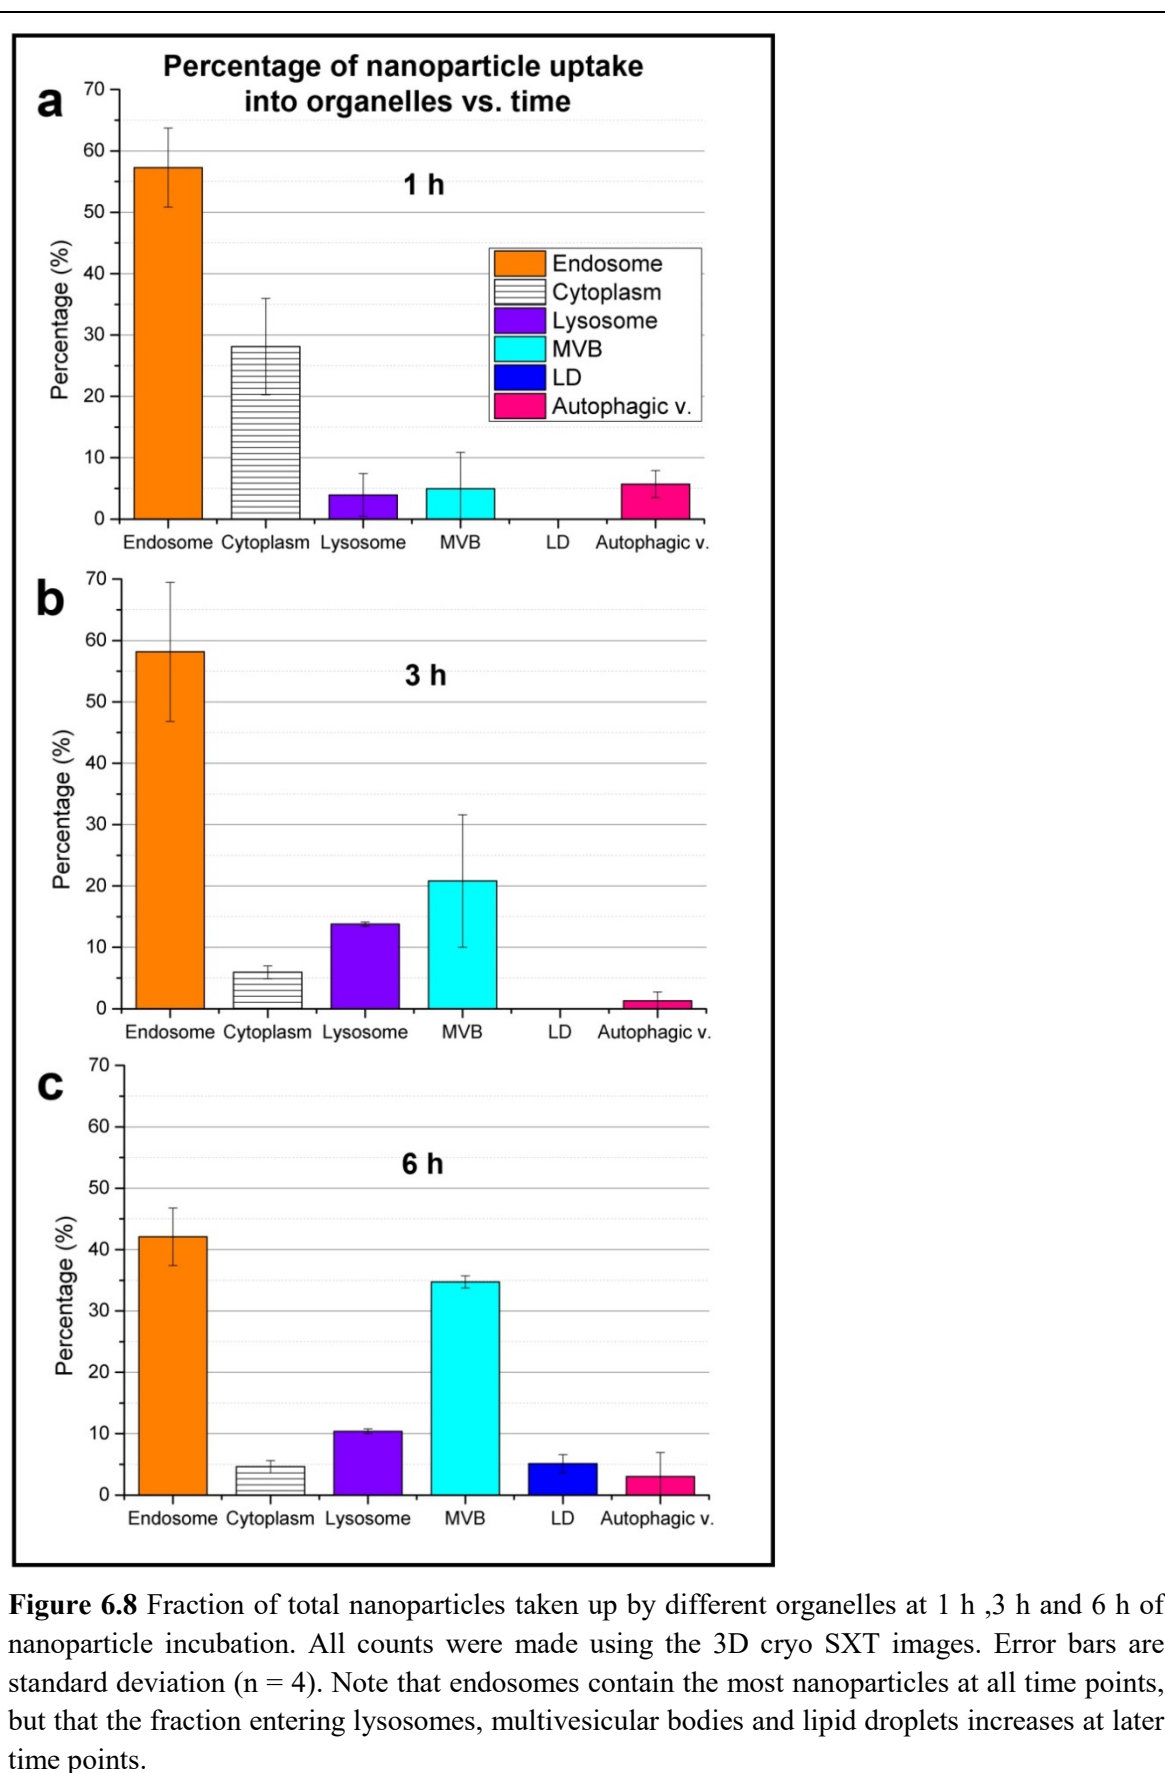 Percentage of nanoparticle uptake
into organelles vs. time
a
1 h
Percentage (%)
70
60
50
40
30
20
10
0
Endosome
Cytoplasm
Lysosome
MVB
LD
Autophagic v.
Endosome Cytoplasm Lysosome MVB LD Autophagic v.
b
3 h
Percentage (%)
70
60
50
40
30
20
10
0
Endosome Cytoplasm Lysosome MVB LD Autophagic v.
c
6 h
Percentage (%)
70
60
50
40
30
20
10
0
Endosome Cytoplasm Lysosome MVB LD Autophagic v.
Figure 6.8 Fraction of total nanoparticles taken up by different organelles at 1 h ,3 h and 6 h of
nanoparticle incubation. All counts were made using the 3D cryo SXT images. Error bars are
standard deviation (n = 4). Note that endosomes contain the most nanoparticles at all time points,
but that the fraction entering lysosomes, multivesicular bodies and lipid droplets increases at later
time points.